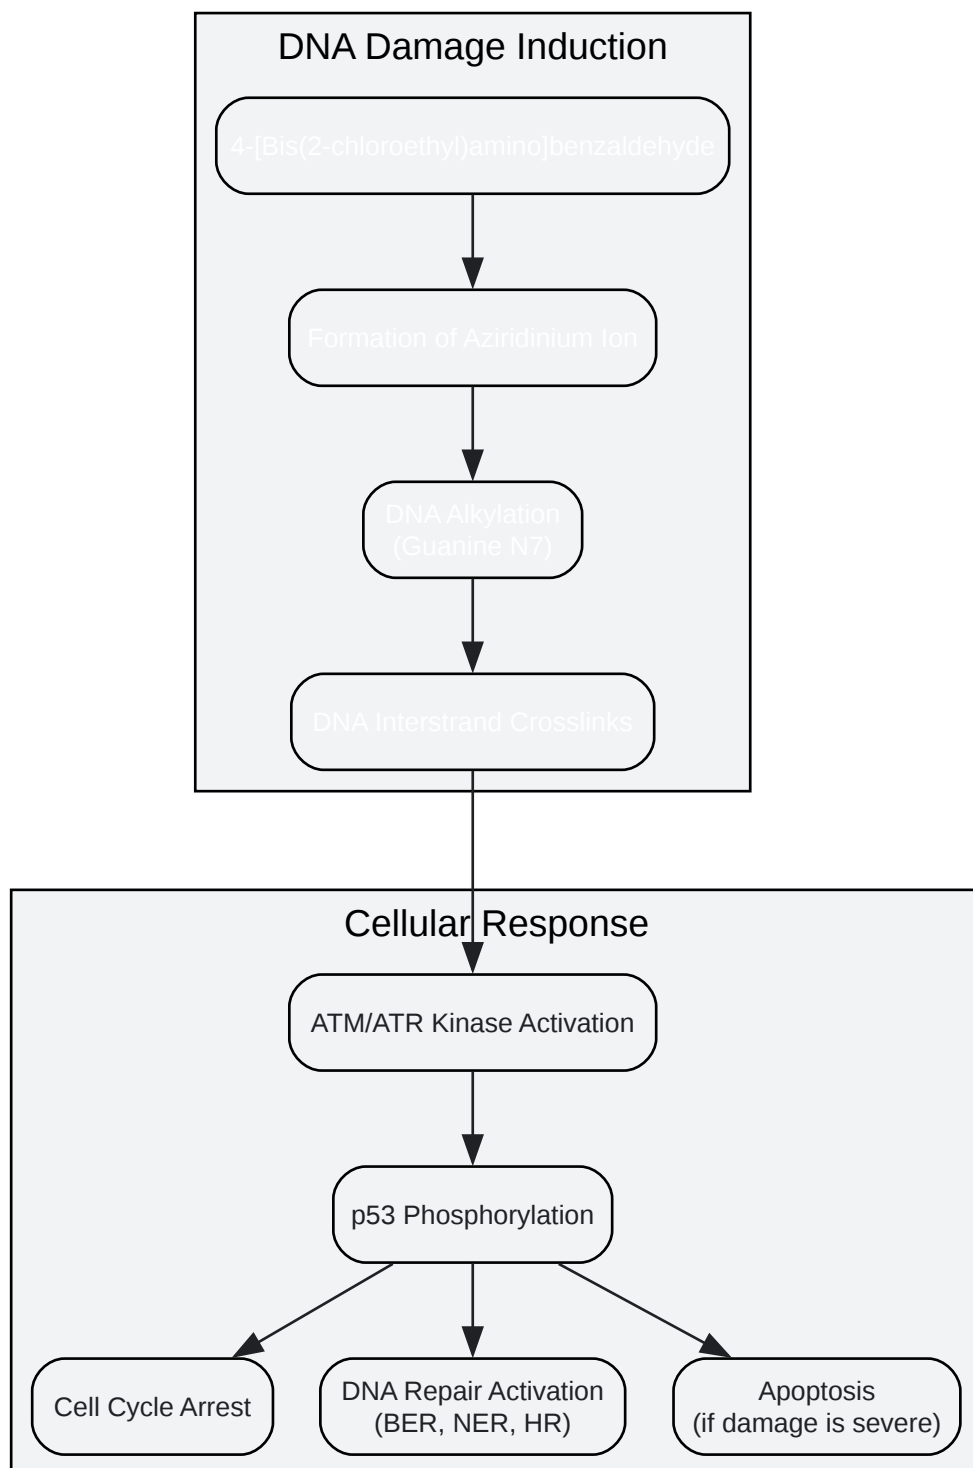 DNA Damage Induction
4-[Bis(2-chloroethyl)amino]benzaldehyde
Formation of Aziridinium Ion
DNA Alkylation
(Guanine N7)
DNA Interstrand Crosslinks
Cellular Response
ATM/ATR Kinase Activation
p53 Phosphorylation
Cell Cycle Arrest
DNA Repair Activation
(BER, NER, HR)
Apoptosis
(if damage is severe)